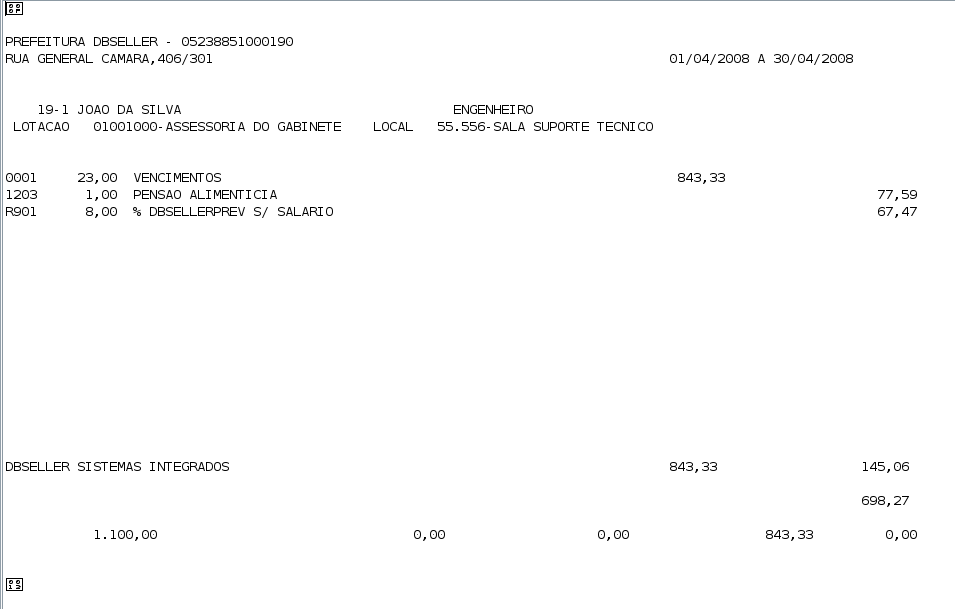 PREFEITURA DBSELLER - 05238851000190
RUA GENERAL CAMARA,406/301 01/04/2008 A 30/04/2008
19-1 JOAO DA SILVA ENGENHEIRO
LOTACAO 01001000-ASSESSORIA DO GABINETE LOCAL 55.556-SALA SUPORTE TECNICO
0001 23,00 VENCIMENTOS 843,33
1203 1,00 PENSAO ALIMENTICIA 77,59
R901 8,00 % DBSELLERPREV S/ SALARIO 67,47
DBSELLER SISTEMAS INTEGRADOS 843,33 145,06
698,27
1.100,00 0,00 0,00 843,33 0,00